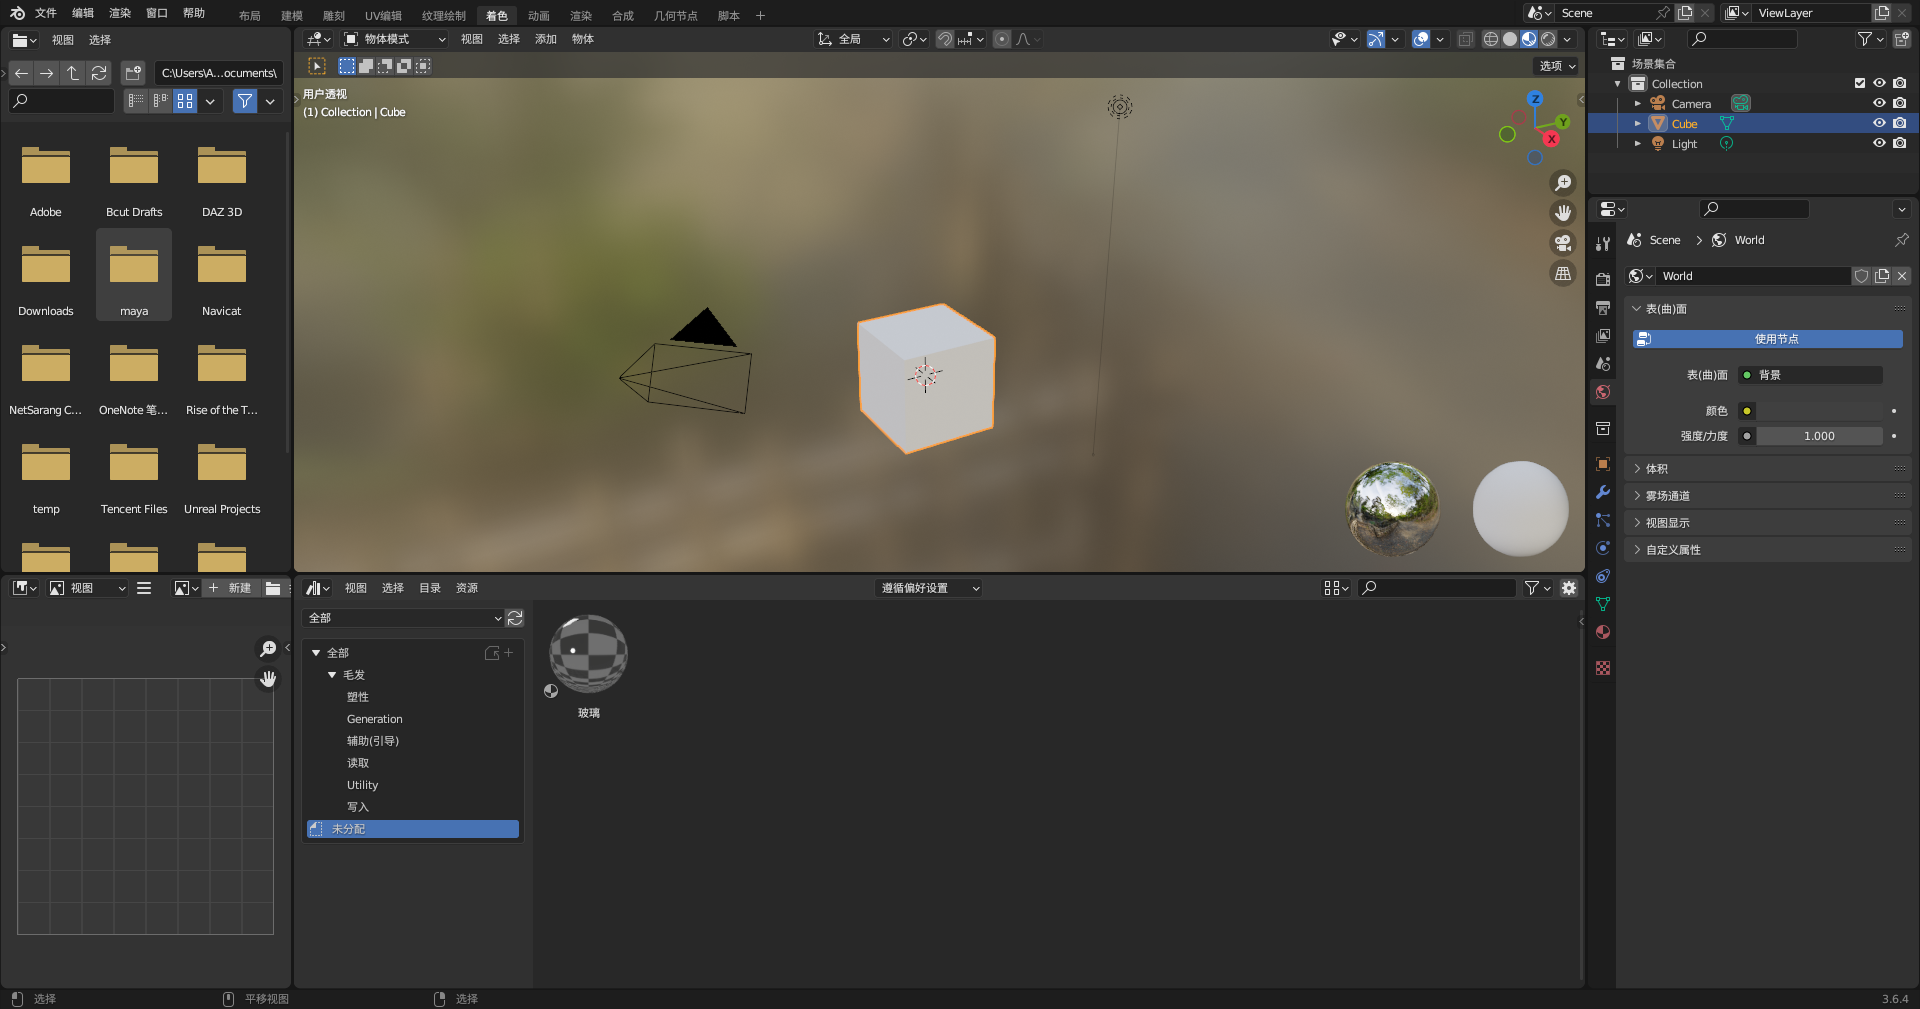 文件 编辑 渲染 窗口 帮助 布局 建模 雕刻 UV编辑 纹理绘制 着色 动画 渲染 合成 几何节点 脚本 Scene ViewLayer
视图 选择
C:\Users\A...ocuments\
Adobe Bcut Drafts DAZ 3D
Downloads maya Navicat
NetSarang C... OneNote 笔... Rise of the T...
temp Tencent Files Unreal Projects
物体模式 视图 选择 添加 物体 全局
选项
用户透视
(1) Collection | Cube
Z
Y
X
场景集合
Collection
Camera
Cube
Light
Scene World
World
表(曲)面
使用节点
表(曲)面 背景
颜色
强度/力度 1.000
体积
雾场通道
视图显示
自定义属性
视图 新建
视图 选择 目录 资源 遵循偏好设置
全部
全部
毛发
塑性
Generation
辅助(引导)
读取
Utility
写入
未分配
玻璃
选择 平移视图 选择 3.6.4